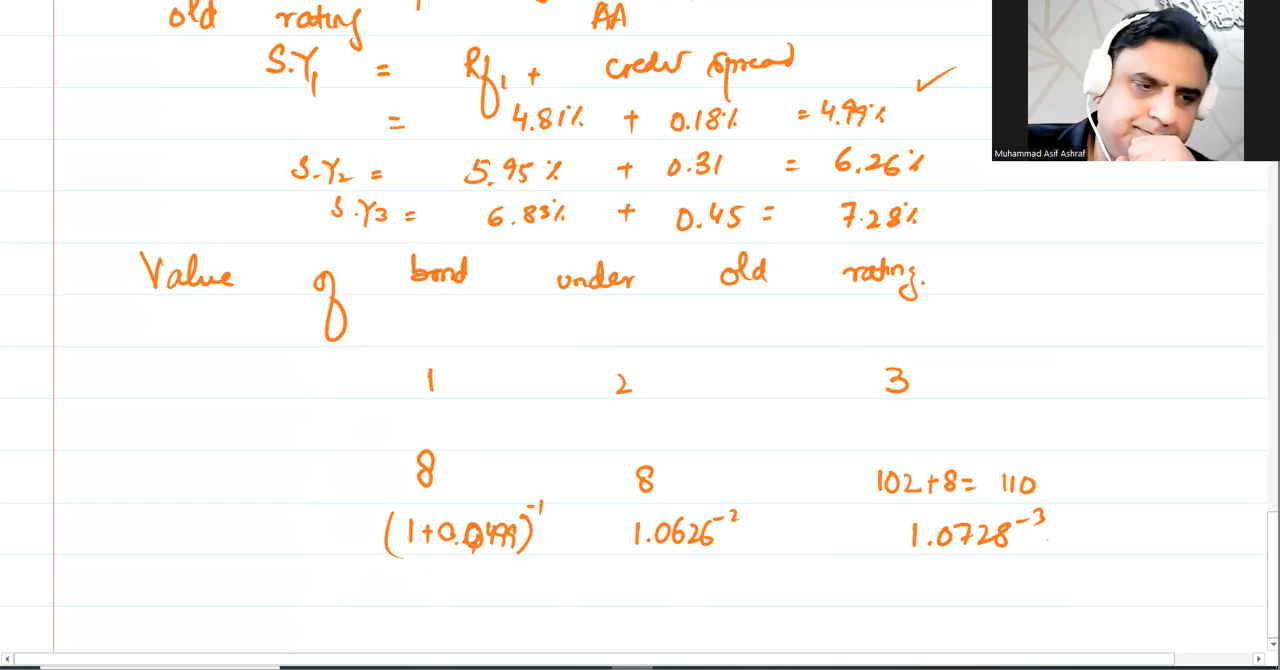 old rating AA
S.Y₁ = Rf₁ + credit spread
= 4.81% + 0.18% = 4.99% ✓
S.Y₂ = 5.95% + 0.31 = 6.26%
S.Y₃ = 6.83% + 0.45 = 7.28%
Value of bond under old rating.
1 2 3
8 8 102+8= 110
(1+0.0499)⁻¹ 1.0626⁻² 1.0728⁻³
Muhammad Asif Ashraf